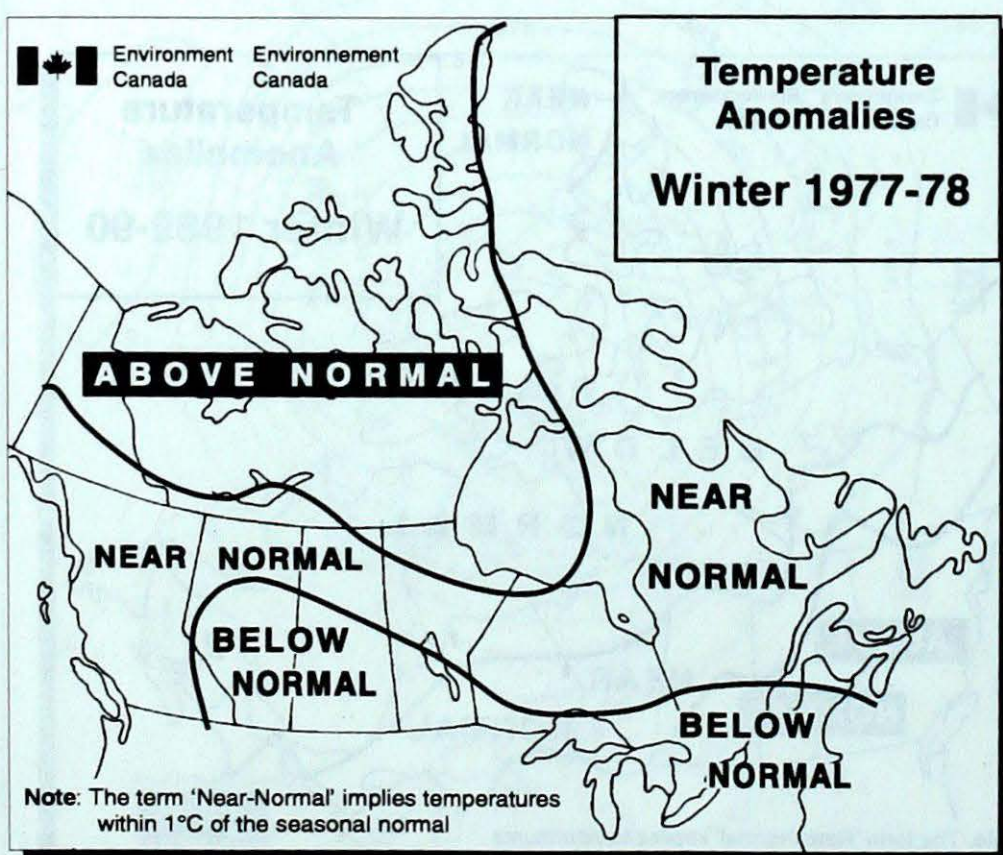 Environment Environnement
Canada Canada
Temperature
Anomalies
Winter 1977-78
ABOVE NORMAL
NEAR
NORMAL
NEAR NORMAL
BELOW
NORMAL
BELOW
NORMAL
Note: The term 'Near-Normal' implies temperatures
within 1°C of the seasonal normal